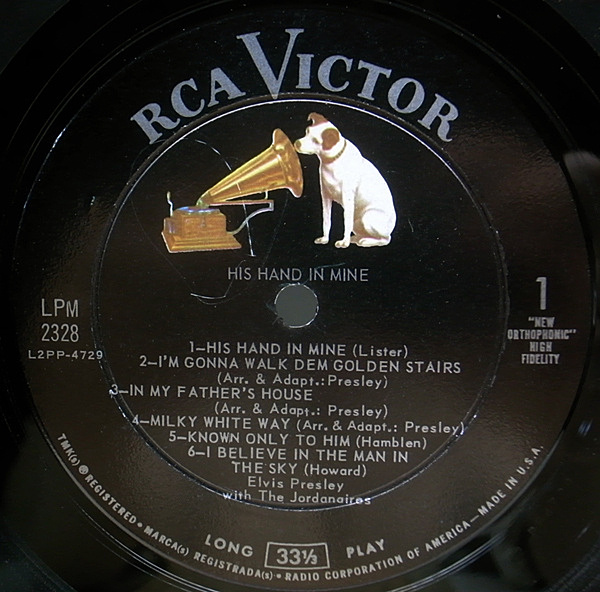 RCA VICTOR
HIS HAND IN MINE
LPM
2328
L2PP-4729
1
"NEW
ORTHOPHONIC"
HIGH
FIDELITY
1—HIS HAND IN MINE (Lister)
2—I'M GONNA WALK DEM GOLDEN STAIRS
(Arr. & Adapt.: Presley)
3—IN MY FATHER'S HOUSE
(Arr. & Adapt.: Presley)
4—MILKY WHITE WAY (Arr. & Adapt.: Presley)
5—KNOWN ONLY TO HIM (Hamblen)
6—I BELIEVE IN THE MAN IN
THE SKY (Howard)
Elvis Presley
with The Jordanaires
LONG 33⅓ PLAY
TMK(s) ® REGISTERED • MARCA(s) REGISTRADA(s) • RADIO CORPORATION OF AMERICA—MADE IN U.S.A.